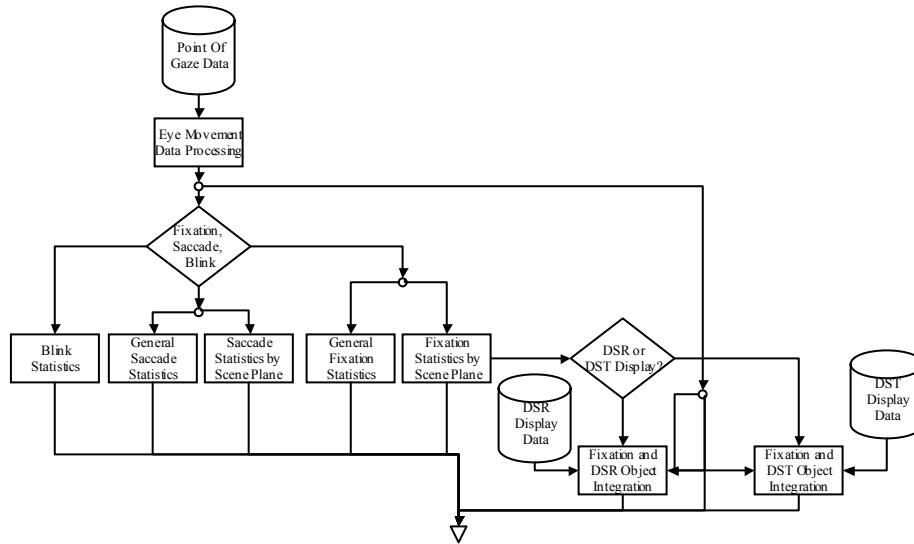 Point Of
Gaze Data
Eye Movement
Data Processing
Fixation,
Saccade,
Blink
Blink
Statistics
General
Saccade
Statistics
Saccade
Statistics by
Scene Plane
General
Fixation
Statistics
Fixation
Statistics by
Scene Plane
DSR or
DST Display?
DSR
Display
Data
DST
Display
Data
Fixation and
DSR Object
Integration
Fixation and
DST Object
Integration